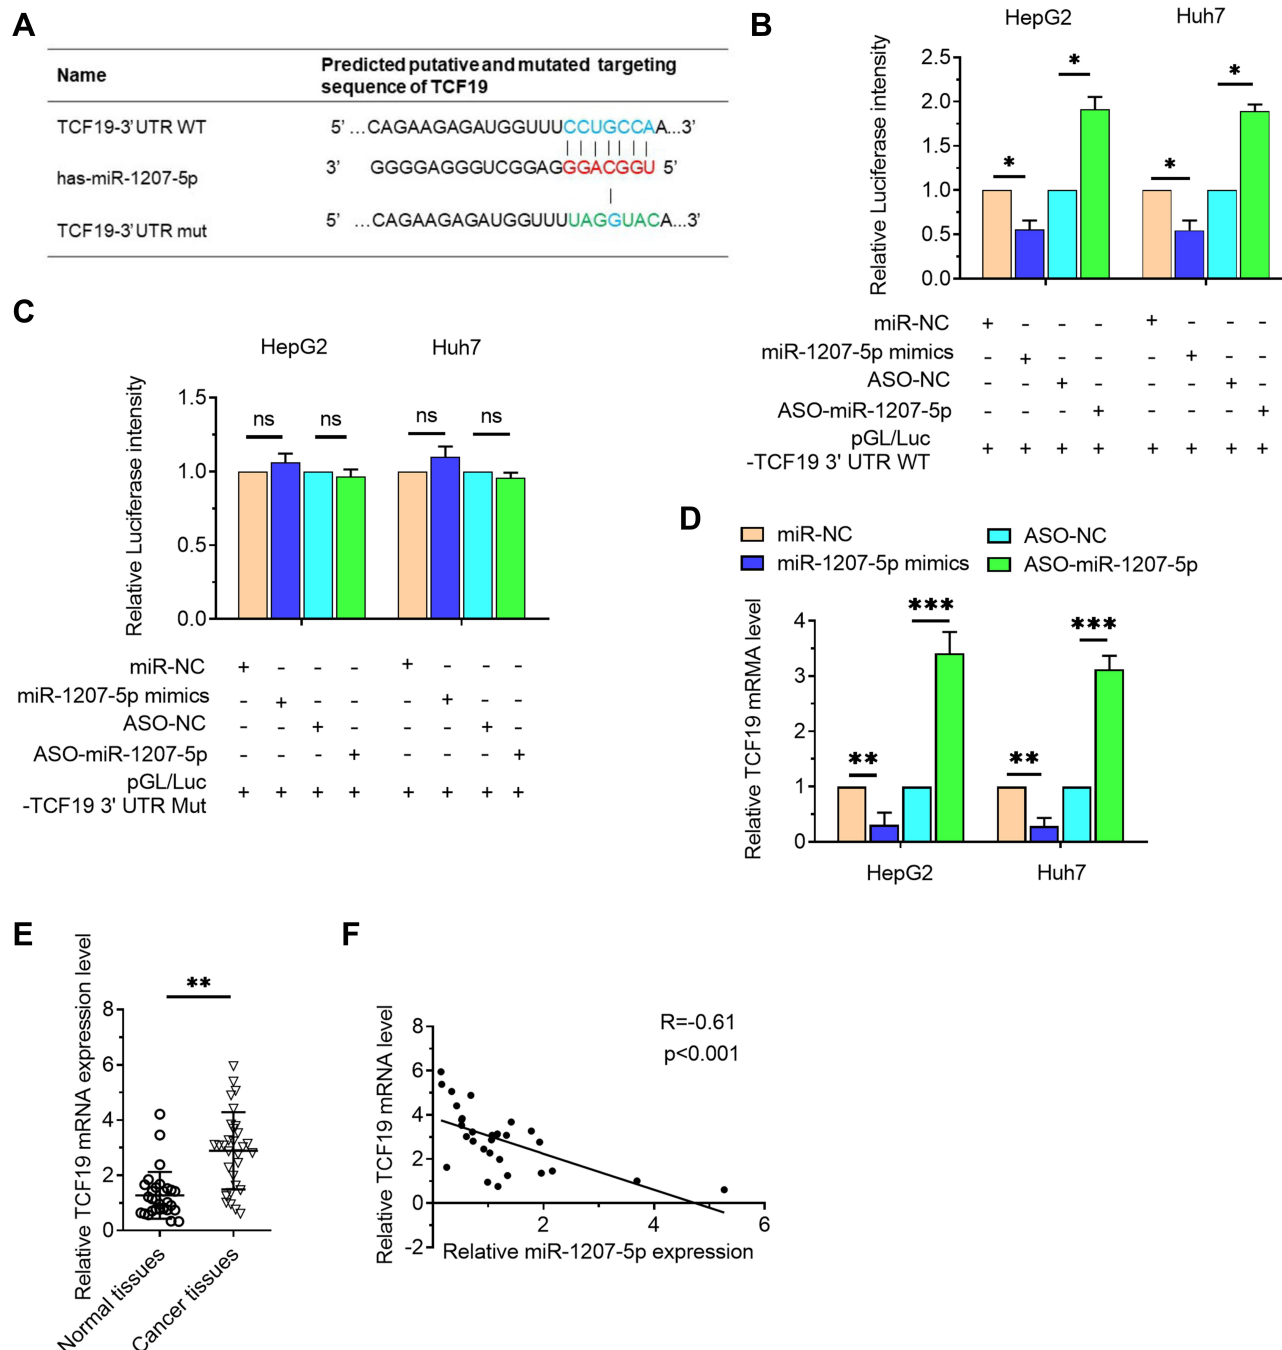 A
Name Predicted putative and mutated targeting
sequence of TCF19
TCF19-3'UTR WT 5' ...CAGAAGAGAUGGUUUCCUGCCAA...3'
has-miR-1207-5p 3' GGGGAGGGUCGGAGGGACGGU 5'
TCF19-3'UTR mut 5' ...CAGAAGAGAUGGUUUUAGGUACA...3'
B
HepG2 Huh7
Relative Luciferase intensity
2.5
2.0
1.5
1.0
0.5
0.0
* * * *
miR-NC + - - - + - - -
miR-1207-5p mimics - + - - - + - -
ASO-NC - - + - - - + -
ASO-miR-1207-5p - - - + - - - +
pGL/Luc
-TCF19 3' UTR WT + + + + + + + +
C
HepG2 Huh7
Relative Luciferase intensity
1.5
1.0
0.5
0.0
ns ns ns ns
miR-NC + - - - + - - -
miR-1207-5p mimics - + - - - + - -
ASO-NC - - + - - - + -
ASO-miR-1207-5p - - - + - - - +
pGL/Luc
-TCF19 3' UTR Mut + + + + + + + +
D
miR-NC ASO-NC
miR-1207-5p mimics ASO-miR-1207-5p
Relative TCF19 mRMA level
4
3
2
1
0
** *** ** ***
HepG2 Huh7
E
Relative TCF19 mRNA expression level
8
6
4
2
0
**
Normal tissues
Cancer tissues
F
Relative TCF19 mRNA level
8
6
4
2
0
-2
R=-0.61
p<0.001
2 4 6
Relative miR-1207-5p expression